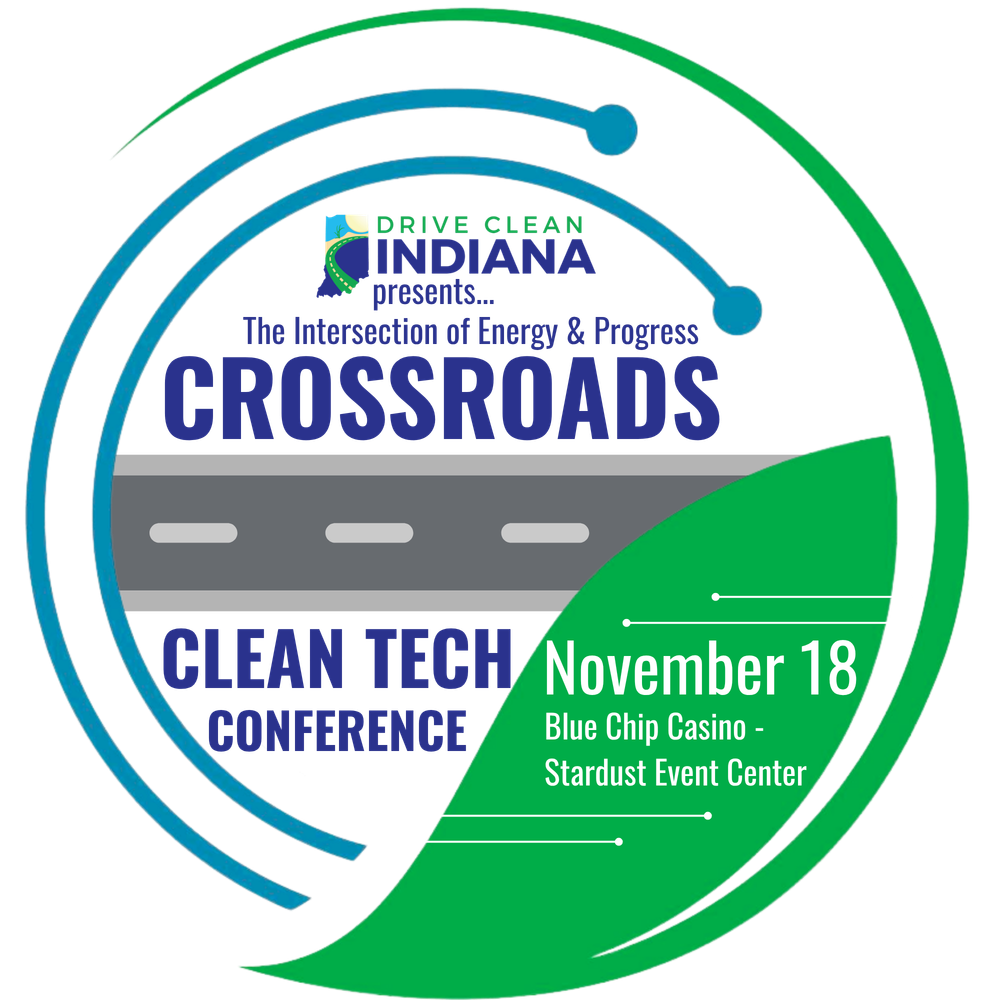 DRIVE CLEAN
INDIANA
presents...
The Intersection of Energy & Progress
CROSSROADS
CLEAN TECH
CONFERENCE
November 18
Blue Chip Casino -
Stardust Event Center